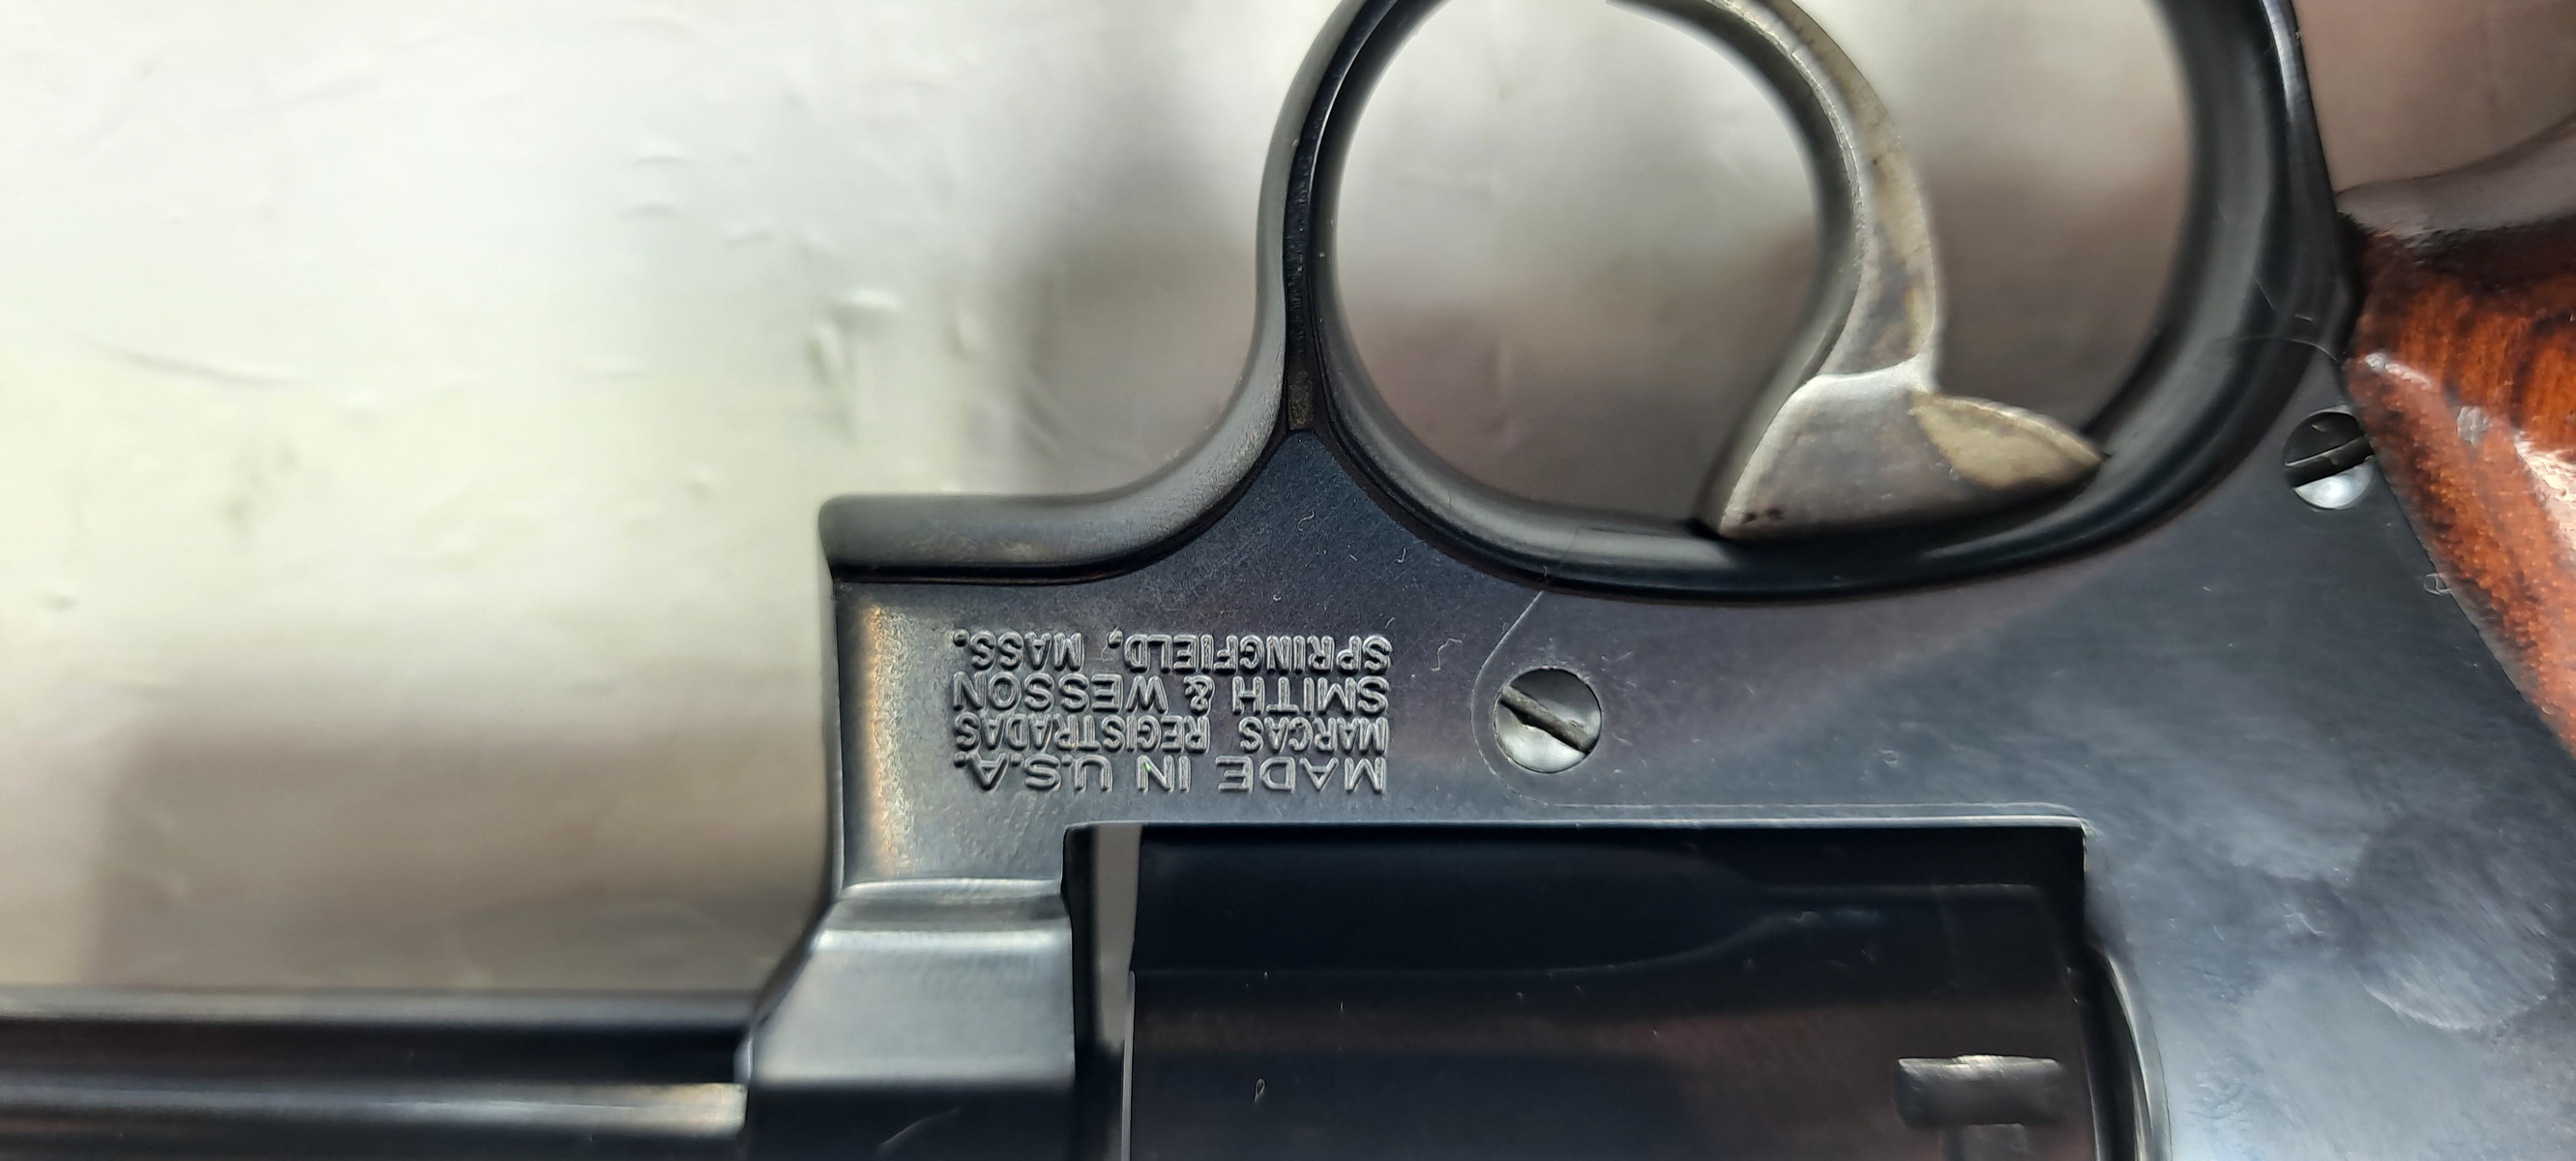 MADE IN U.S.A.
MARCAS REGISTRADAS
SMITH & WESSON
SPRINGFIELD, MASS.